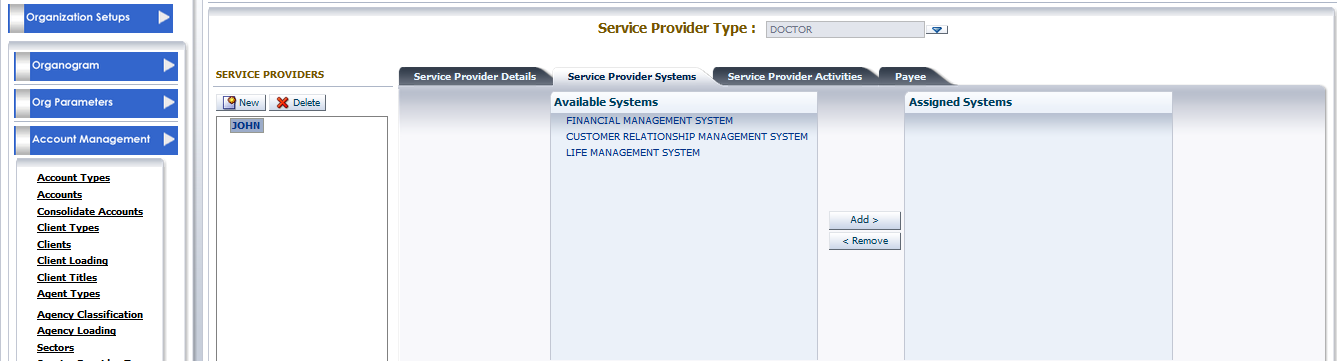 Organization Setups
Organogram
Org Parameters
Account Management
Account Types
Accounts
Consolidate Accounts
Client Types
Clients
Client Loading
Client Titles
Agent Types
Agency Classification
Agency Loading
Sectors
Service Provider Type : DOCTOR
SERVICE PROVIDERS
New Delete
JOHN
Service Provider Details Service Provider Systems Service Provider Activities Payee
Available Systems
FINANCIAL MANAGEMENT SYSTEM
CUSTOMER RELATIONSHIP MANAGEMENT SYSTEM
LIFE MANAGEMENT SYSTEM
Add >
< Remove
Assigned Systems